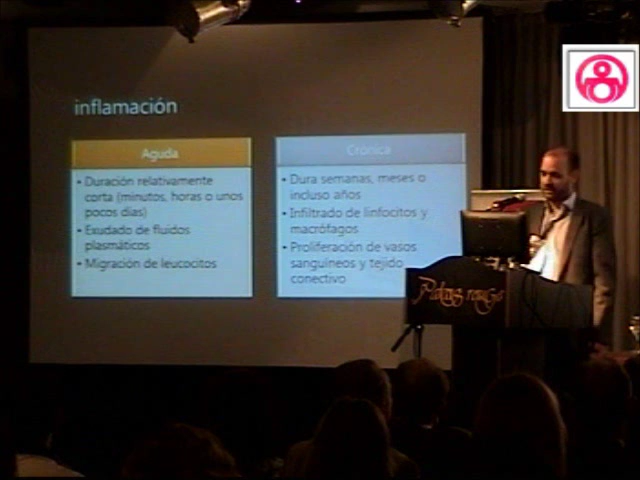 inflamación
Aguda
• Duración relativamente
corta (minutos, horas o unos
pocos días)
• Exudado de fluidos
plasmáticos
• Migración de leucocitos
Crónica
• Dura semanas, meses o
incluso años
• Infiltrado de linfocitos y
macrófagos
• Proliferación de vasos
sanguíneos y tejido
conectivo